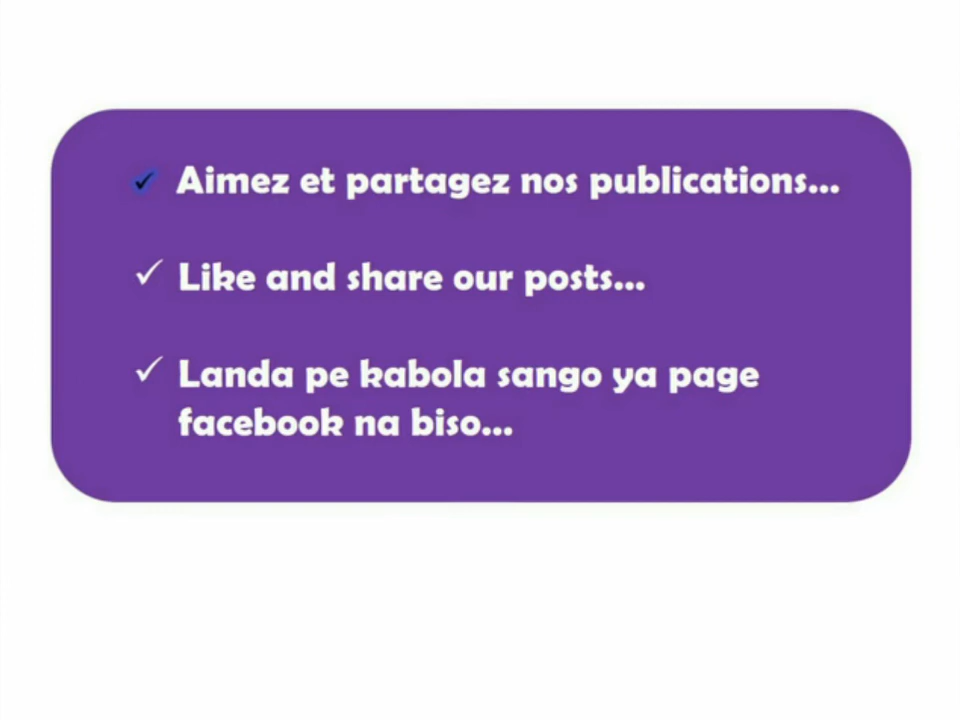 Aimez et partagez nos publications...
Like and share our posts...
Landa pe kabola sango ya page
facebook na biso...